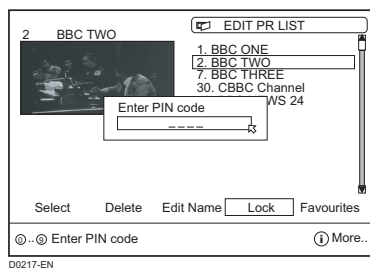 2 BBC TWO
EDIT PR LIST
1. BBC ONE
2. BBC TWO
7. BBC THREE
30. CBBC Channel
WS 24
Enter PIN code
_ _ _ _
Select Delete Edit Name Lock Favourites
0..9 Enter PIN code
i More..
D0217-EN